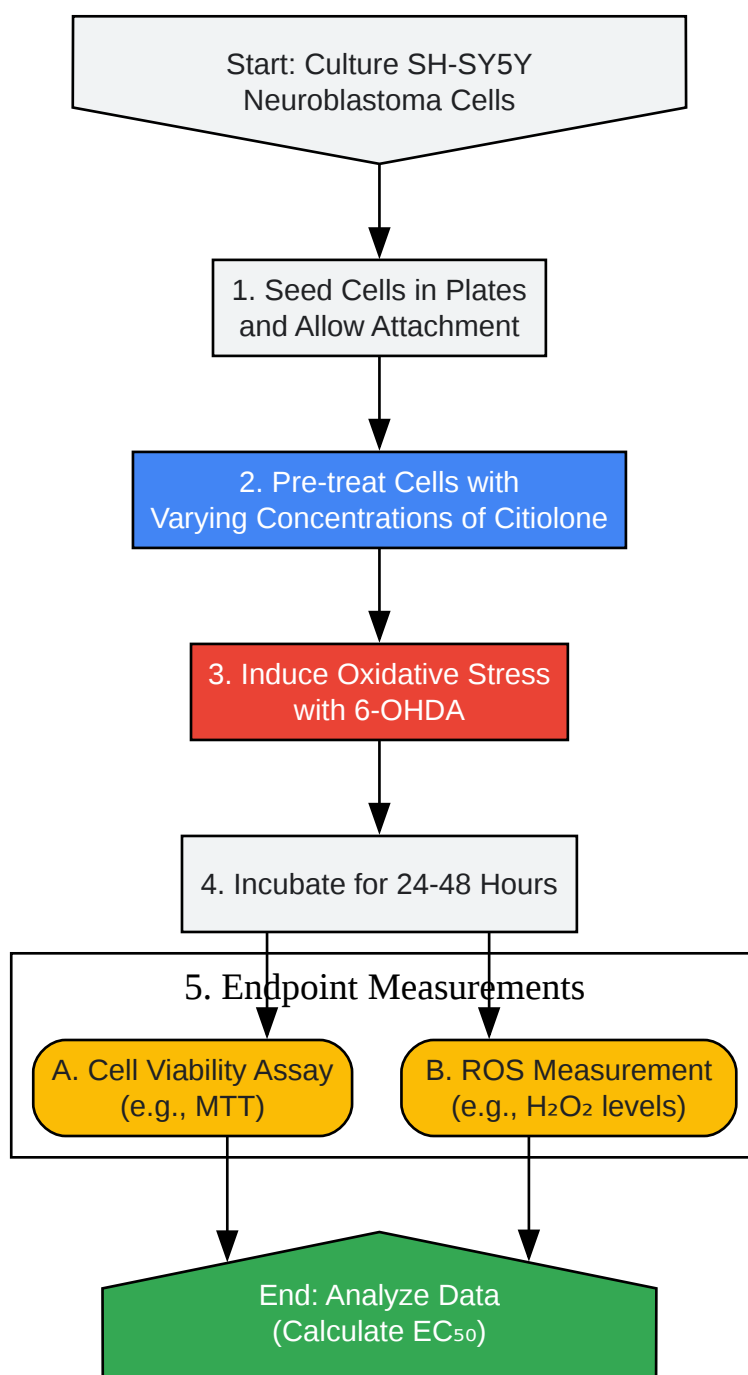 Start: Culture SH-SY5Y
Neuroblastoma Cells
1. Seed Cells in Plates
and Allow Attachment
2. Pre-treat Cells with
Varying Concentrations of Citiolone
3. Induce Oxidative Stress
with 6-OHDA
4. Incubate for 24-48 Hours
5. Endpoint Measurements
A. Cell Viability Assay
(e.g., MTT)
B. ROS Measurement
(e.g., H₂O₂ levels)
End: Analyze Data
(Calculate EC₅₀)